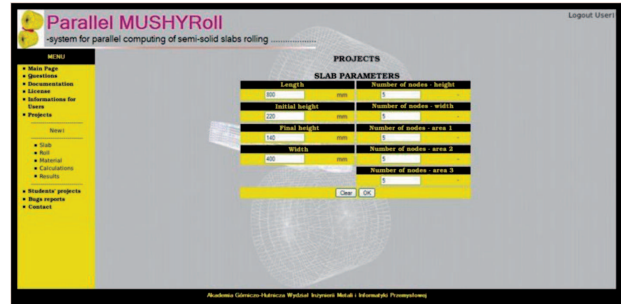 Parallel MUSHYRoll
-system for parallel computing of semi-solid slabs rolling ...................
Logout User1
MENU
Main Page
Questions
Documentation
License
Informations for
Users
Projects
New1
Slab
Roll
Material
Calculations
Results
Students' projects
Bugs reports
Contact
PROJECTS
SLAB PARAMETERS
Length
800 mm
Initial height
220 mm
Final height
140 mm
Width
400 mm
Number of nodes - height
5 -
Number of nodes - width
5 -
Number of nodes - area 1
5 -
Number of nodes - area 2
5 -
Number of nodes - area 3
5 -
Clear OK
Akademia Górniczo-Hutnicza Wydział Inżynierii Metali i Informatyki Przemysłowej